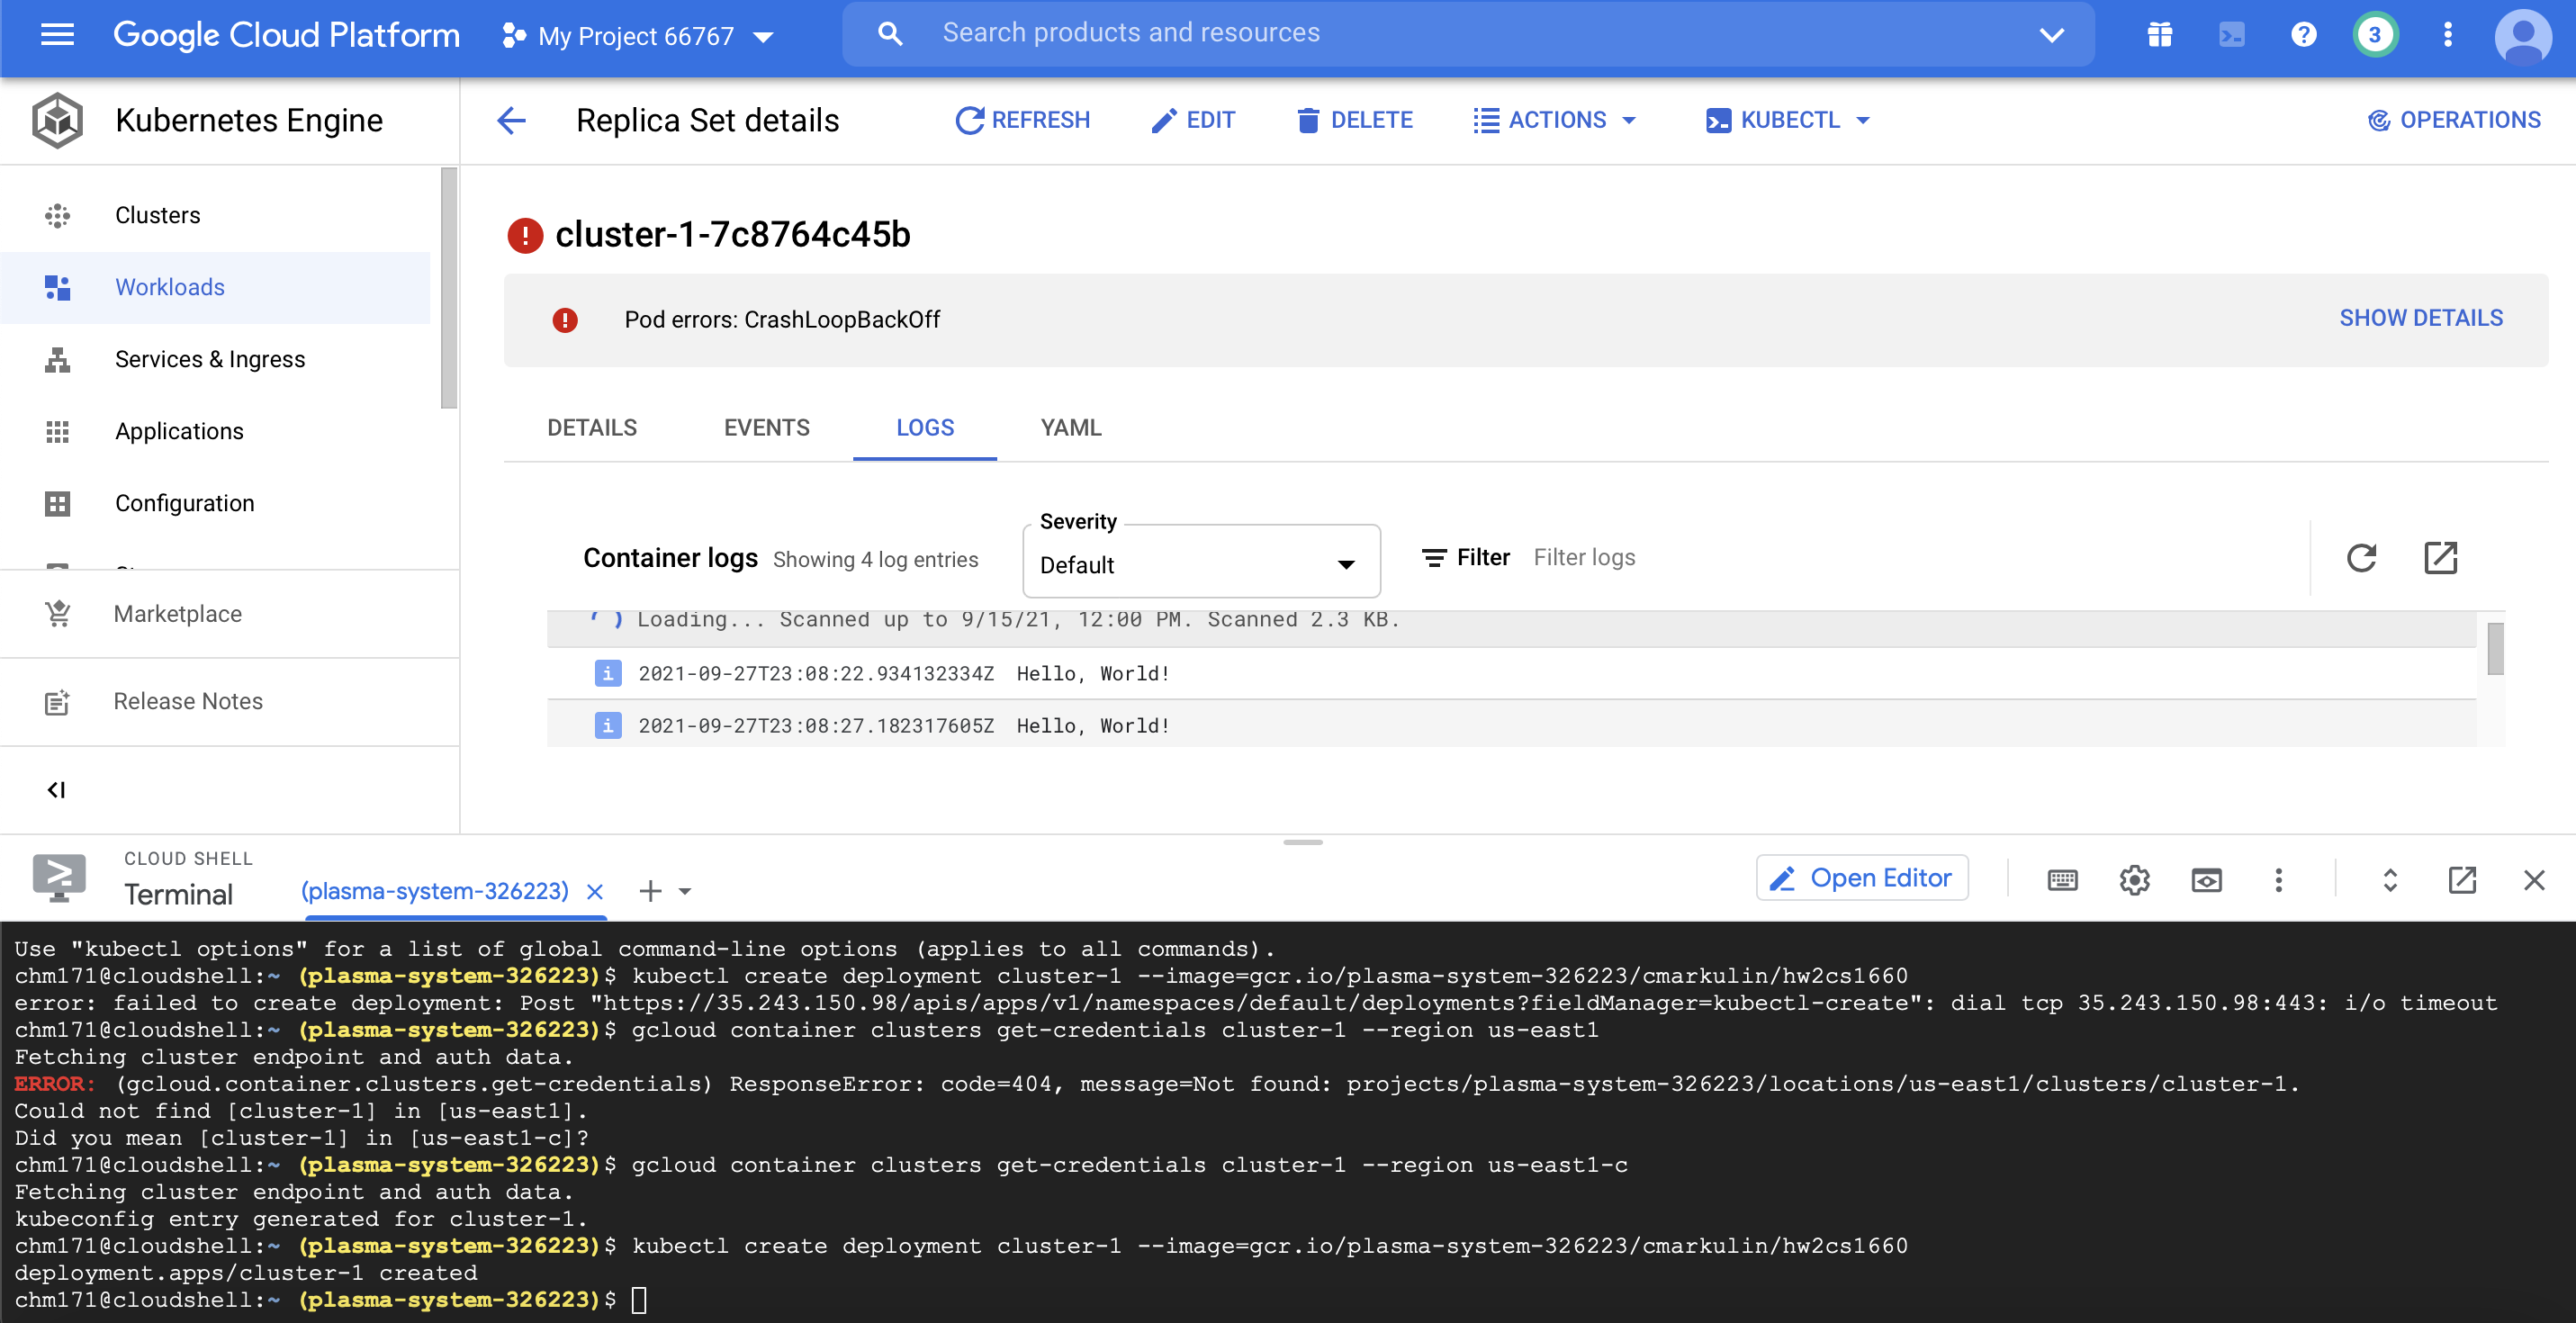 Google Cloud Platform
My Project 66767
Search products and resources
3
Kubernetes Engine
Replica Set details
REFRESH
EDIT
DELETE
ACTIONS
KUBECTL
OPERATIONS
Clusters
Workloads
Services & Ingress
Applications
Configuration
Marketplace
Release Notes
cluster-1-7c8764c45b
Pod errors: CrashLoopBackOff
SHOW DETAILS
DETAILS
EVENTS
LOGS
YAML
Container logs
Showing 4 log entries
Severity
Default
Filter
Filter logs
Loading... Scanned up to 9/15/21, 12:00 PM. Scanned 2.3 KB.
i 2021-09-27T23:08:22.934132334Z Hello, World!
i 2021-09-27T23:08:27.182317605Z Hello, World!
CLOUD SHELL
Terminal
(plasma-system-326223)
Open Editor
Use "kubectl options" for a list of global command-line options (applies to all commands).
chm171@cloudshell:~ (plasma-system-326223)$ kubectl create deployment cluster-1 --image=gcr.io/plasma-system-326223/cmarkulin/hw2cs1660
error: failed to create deployment: Post "https://35.243.150.98/apis/apps/v1/namespaces/default/deployments?fieldManager=kubectl-create": dial tcp 35.243.150.98:443: i/o timeout
chm171@cloudshell:~ (plasma-system-326223)$ gcloud container clusters get-credentials cluster-1 --region us-east1
Fetching cluster endpoint and auth data.
ERROR: (gcloud.container.clusters.get-credentials) ResponseError: code=404, message=Not found: projects/plasma-system-326223/locations/us-east1/clusters/cluster-1.
Could not find [cluster-1] in [us-east1].
Did you mean [cluster-1] in [us-east1-c]?
chm171@cloudshell:~ (plasma-system-326223)$ gcloud container clusters get-credentials cluster-1 --region us-east1-c
Fetching cluster endpoint and auth data.
kubeconfig entry generated for cluster-1.
chm171@cloudshell:~ (plasma-system-326223)$ kubectl create deployment cluster-1 --image=gcr.io/plasma-system-326223/cmarkulin/hw2cs1660
deployment.apps/cluster-1 created
chm171@cloudshell:~ (plasma-system-326223)$